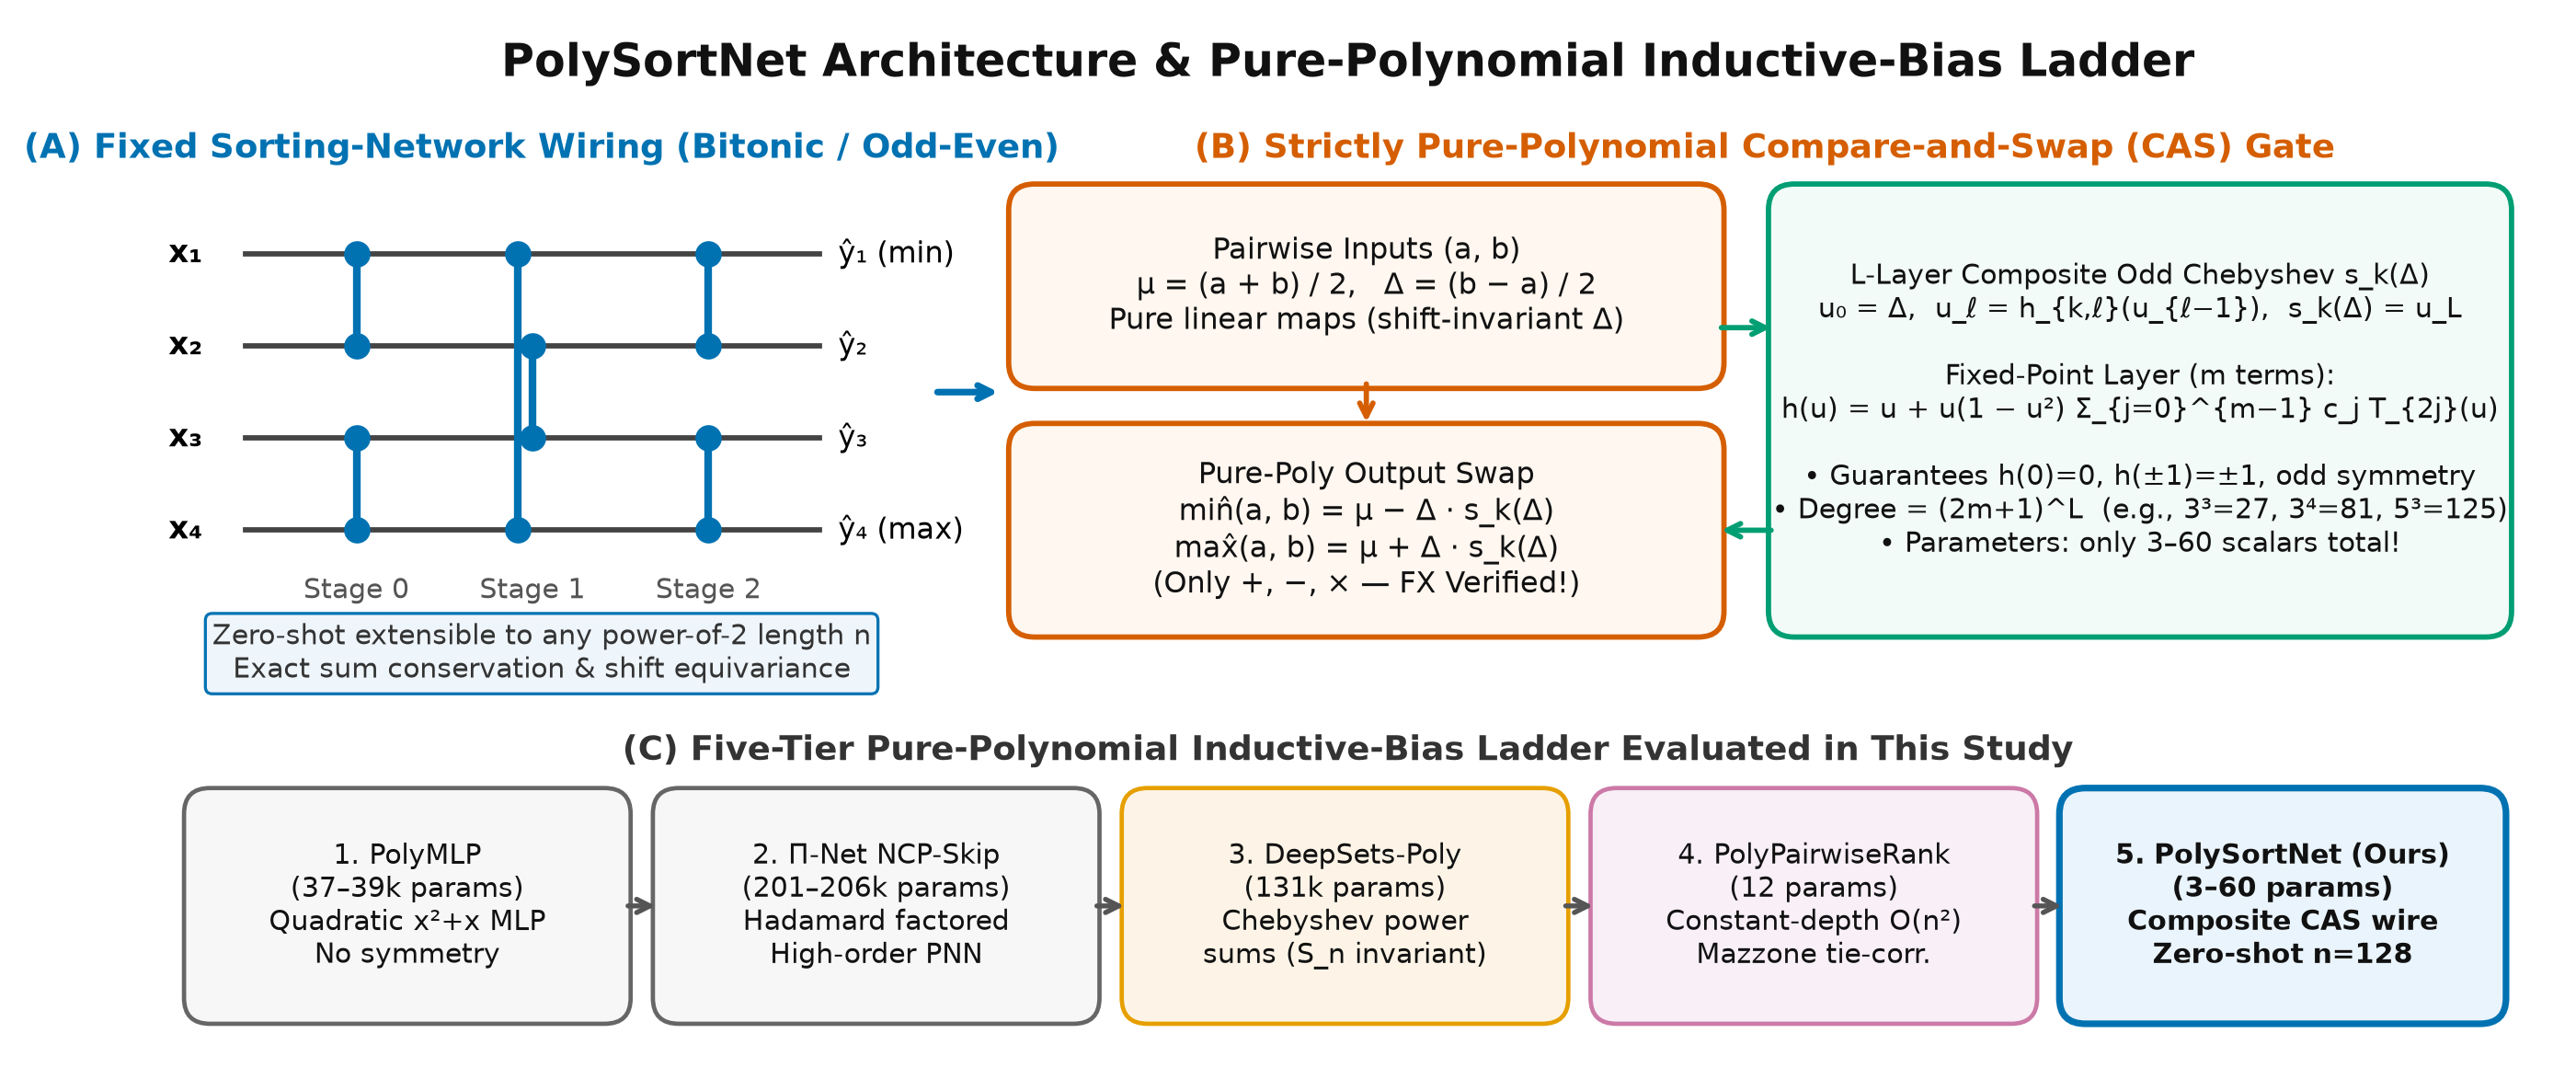 PolySortNet Architecture & Pure-Polynomial Inductive-Bias Ladder
(A) Fixed Sorting-Network Wiring (Bitonic / Odd-Even)
x₁
ŷ₁ (min)
x₂
ŷ₂
x₃
ŷ₃
x₄
ŷ₄ (max)
Stage 0
Stage 1
Stage 2
Zero-shot extensible to any power-of-2 length n
Exact sum conservation & shift equivariance
(B) Strictly Pure-Polynomial Compare-and-Swap (CAS) Gate
Pairwise Inputs (a, b)
μ = (a + b) / 2,   Δ = (b − a) / 2
Pure linear maps (shift-invariant Δ)
Pure-Poly Output Swap
min̂(a, b) = μ − Δ · s_k(Δ)
max̂(a, b) = μ + Δ · s_k(Δ)
(Only +, −, × — FX Verified!)
L-Layer Composite Odd Chebyshev s_k(Δ)
u₀ = Δ,  u_ℓ = h_{k,ℓ}(u_{ℓ−1}),  s_k(Δ) = u_L
Fixed-Point Layer (m terms):
h(u) = u + u(1 − u²) Σ_{j=0}^{m−1} c_j T_{2j}(u)
• Guarantees h(0)=0, h(±1)=±1, odd symmetry
• Degree = (2m+1)^L  (e.g., 3³=27, 3⁴=81, 5³=125)
• Parameters: only 3–60 scalars total!
(C) Five-Tier Pure-Polynomial Inductive-Bias Ladder Evaluated in This Study
1. PolyMLP
(37–39k params)
Quadratic x²+x MLP
No symmetry
2. Π-Net NCP-Skip
(201–206k params)
Hadamard factored
High-order PNN
3. DeepSets-Poly
(131k params)
Chebyshev power
sums (S_n invariant)
4. PolyPairwiseRank
(12 params)
Constant-depth O(n²)
Mazzone tie-corr.
5. PolySortNet (Ours)
(3–60 params)
Composite CAS wire
Zero-shot n=128